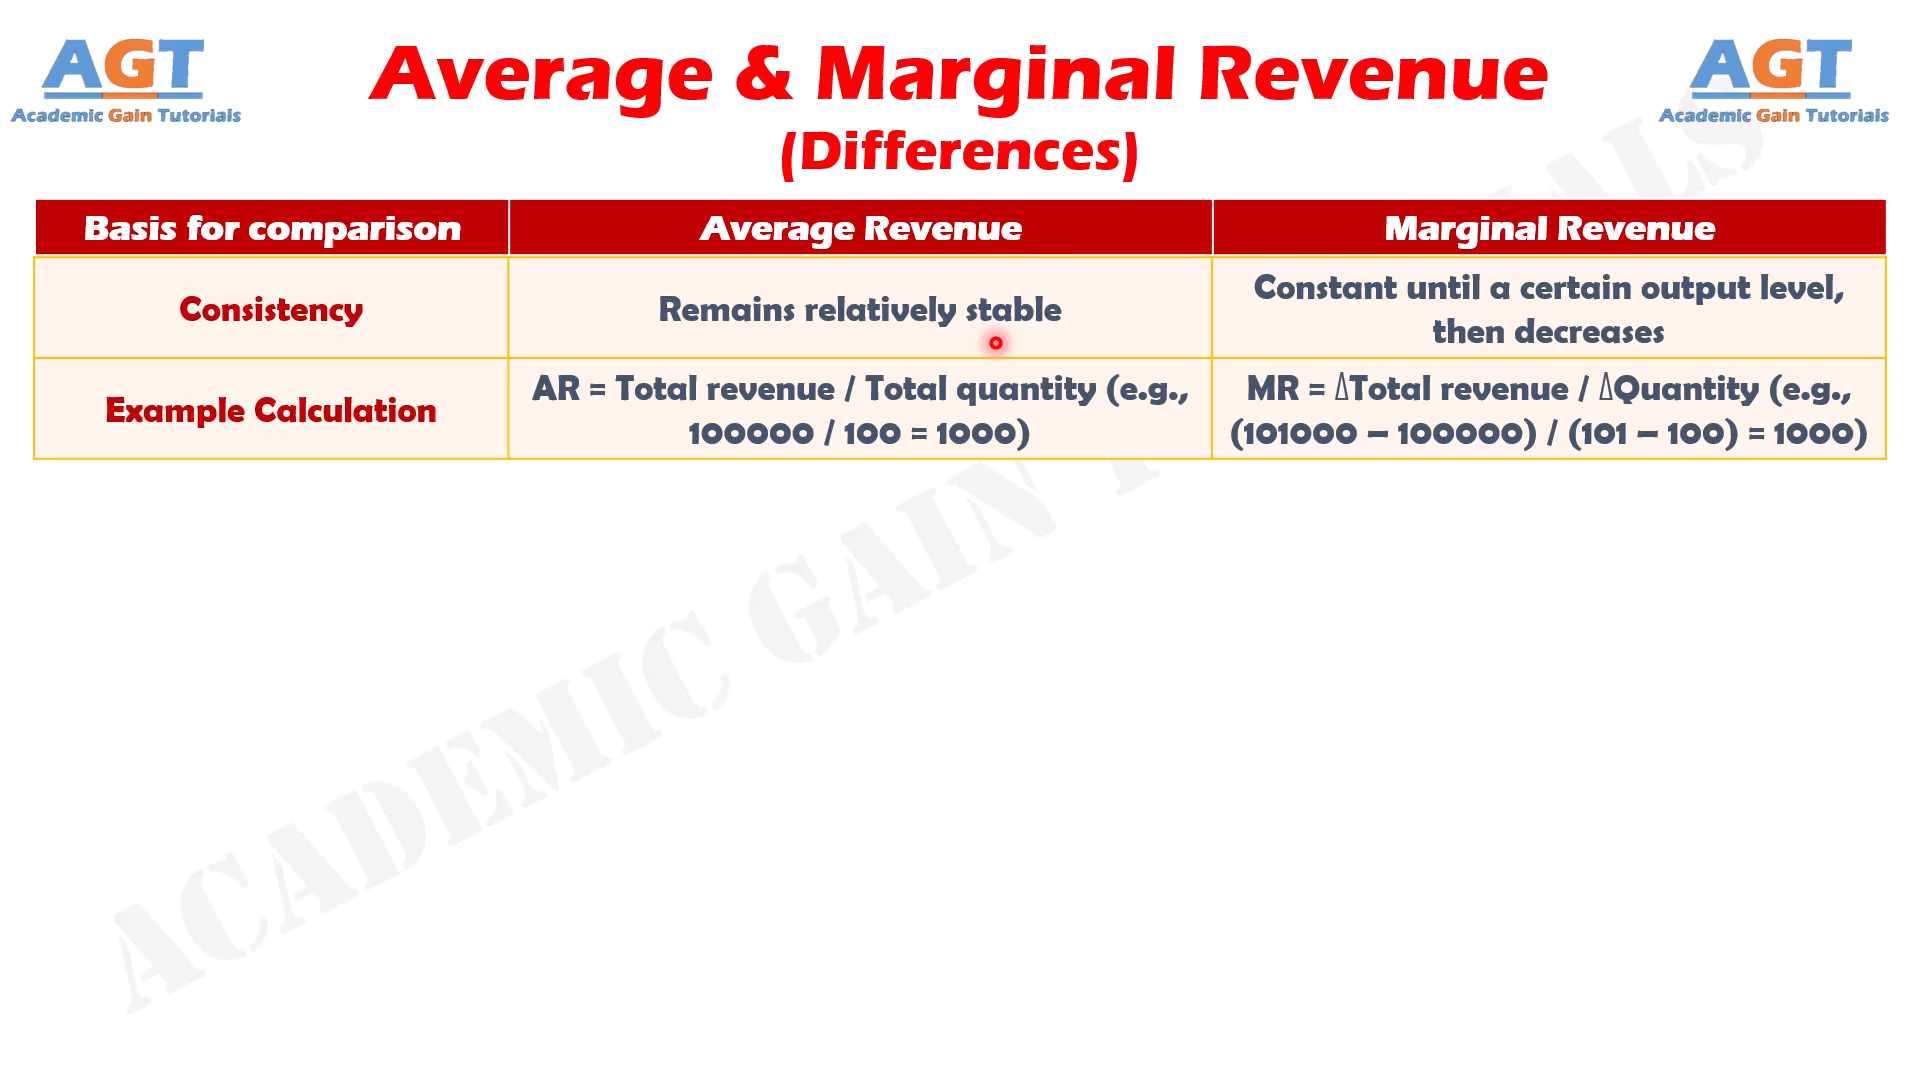 AGT
Academic Gain Tutorials
Average & Marginal Revenue
(Differences)
AGT
Academic Gain Tutorials
Basis for comparison
Average Revenue
Marginal Revenue
Consistency
Remains relatively stable
Constant until a certain output level,
then decreases
Example Calculation
AR = Total revenue / Total quantity (e.g.,
100000 / 100 = 1000)
MR = ΔTotal revenue / ΔQuantity (e.g.,
(101000 – 100000) / (101 – 100) = 1000)
ACADEMIC GAIN